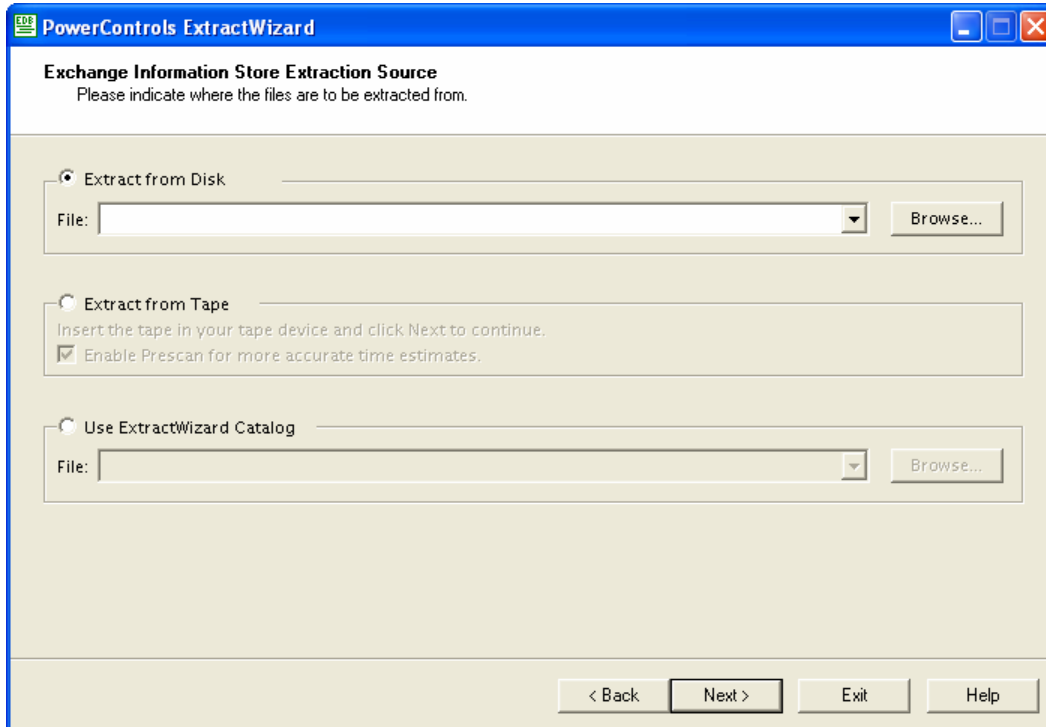 EDB PowerControls ExtractWizard
Exchange Information Store Extraction Source
Please indicate where the files are to be extracted from.
Extract from Disk
File: Browse...
Extract from Tape
Insert the tape in your tape device and click Next to continue.
Enable Prescan for more accurate time estimates.
Use ExtractWizard Catalog
File: Browse...
< Back Next > Exit Help